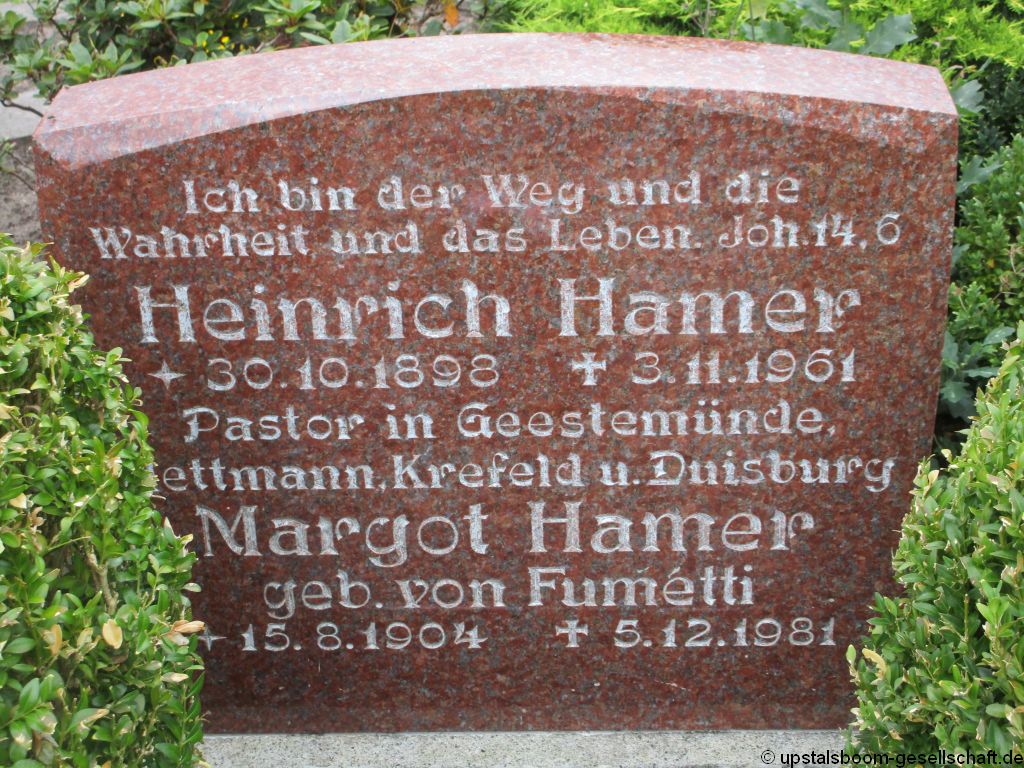 Ich bin der Weg und die
Wahrheit und das Leben. Joh. 14, 6
Heinrich Hamer
30.10.1898 ✝ 3.11.1961
Pastor in Geestemünde,
ettmann, Krefeld u. Duisburg
Margot Hamer
geb. von Fumétti
15.8.1904 ✝ 5.12.1981
© upstalsboom-gesellschaft.de